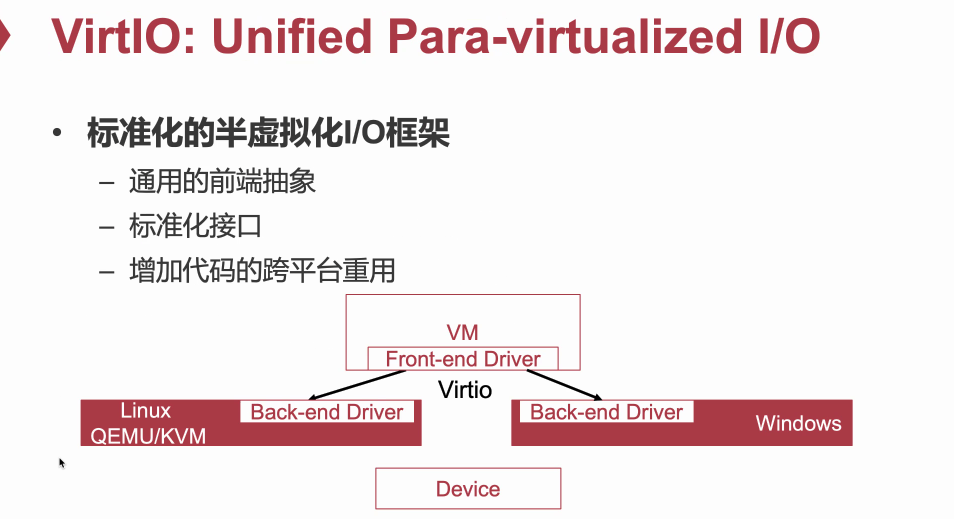 VirtIO: Unified Para-virtualized I/O
• 标准化的半虚拟化I/O框架
– 通用的前端抽象
– 标准化接口
– 增加代码的跨平台重用
VM
Front-end Driver
Virtio
Linux
QEMU/KVM
Back-end Driver
Back-end Driver
Windows
Device